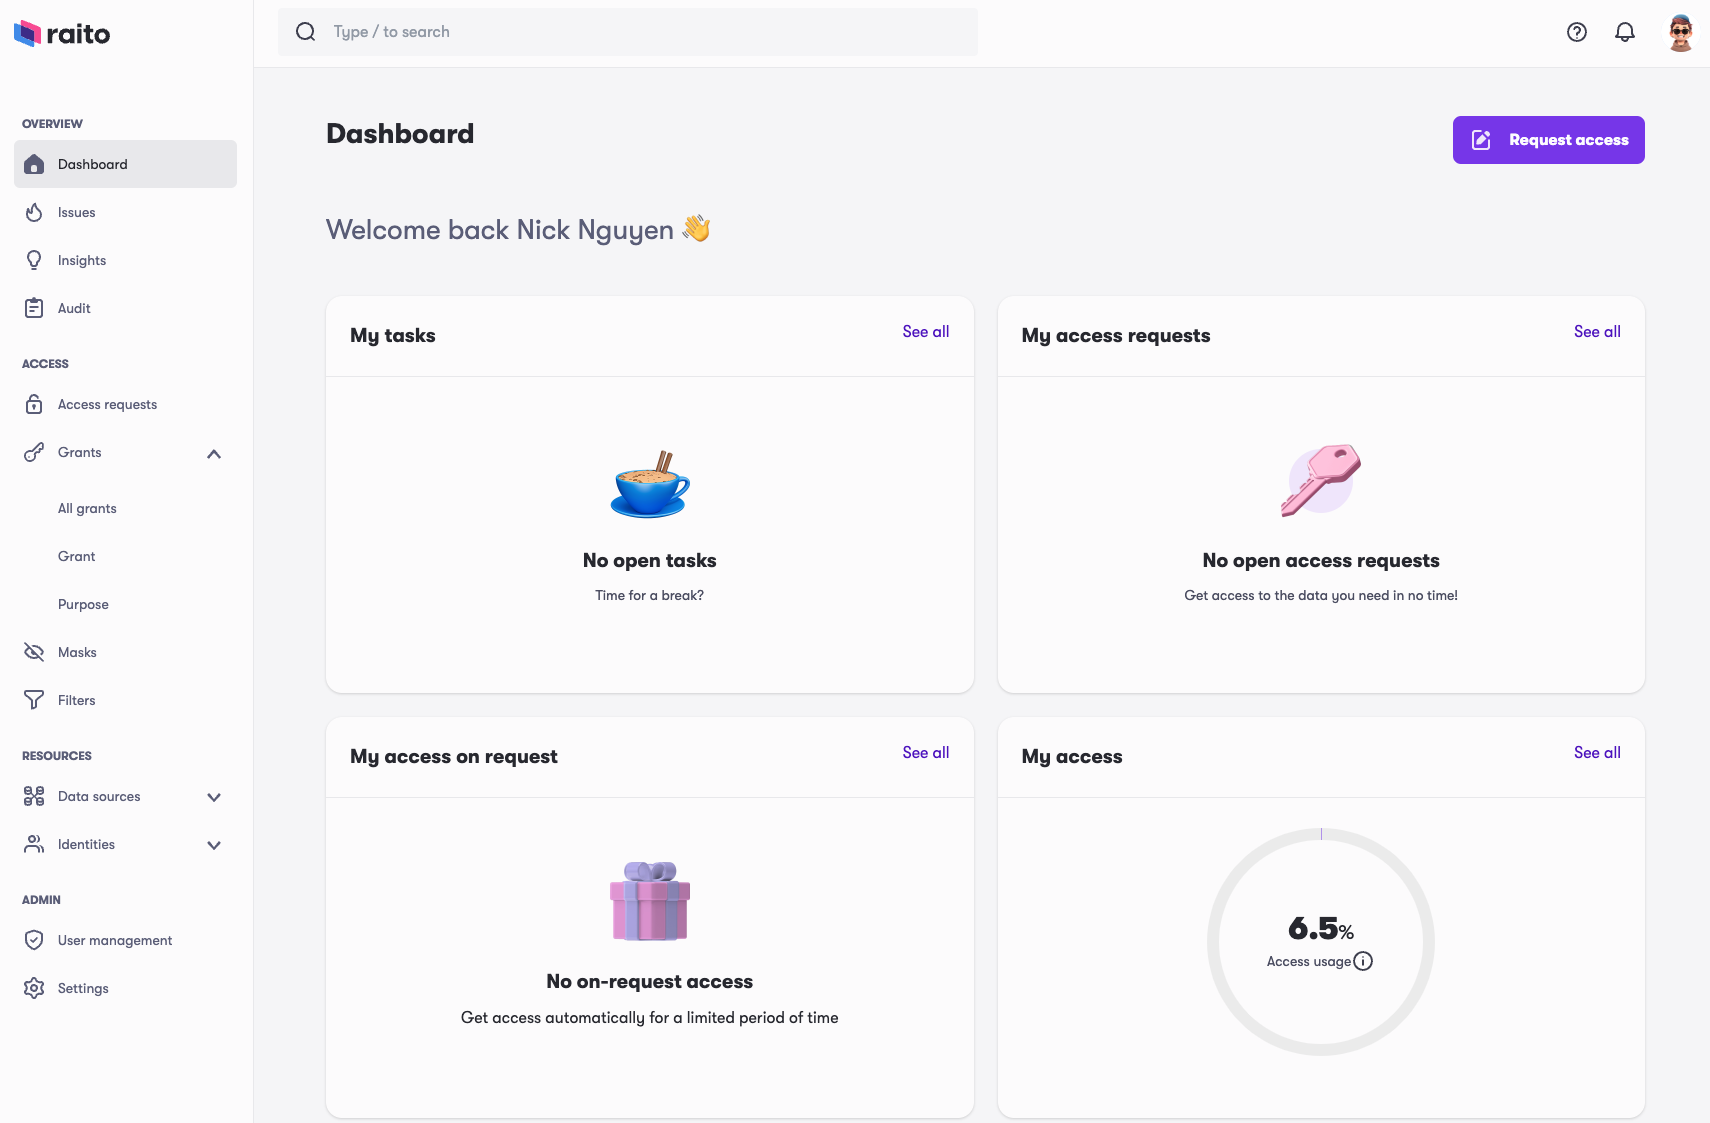 raito
Type / to search
OVERVIEW
Dashboard
Issues
Insights
Audit
ACCESS
Access requests
Grants
All grants
Grant
Purpose
Masks
Filters
RESOURCES
Data sources
Identities
ADMIN
User management
Settings
Dashboard
Request access
Welcome back Nick Nguyen 👋
My tasks
See all
No open tasks
Time for a break?
My access requests
See all
No open access requests
Get access to the data you need in no time!
My access on request
See all
No on-request access
Get access automatically for a limited period of time
My access
See all
6.5%
Access usage